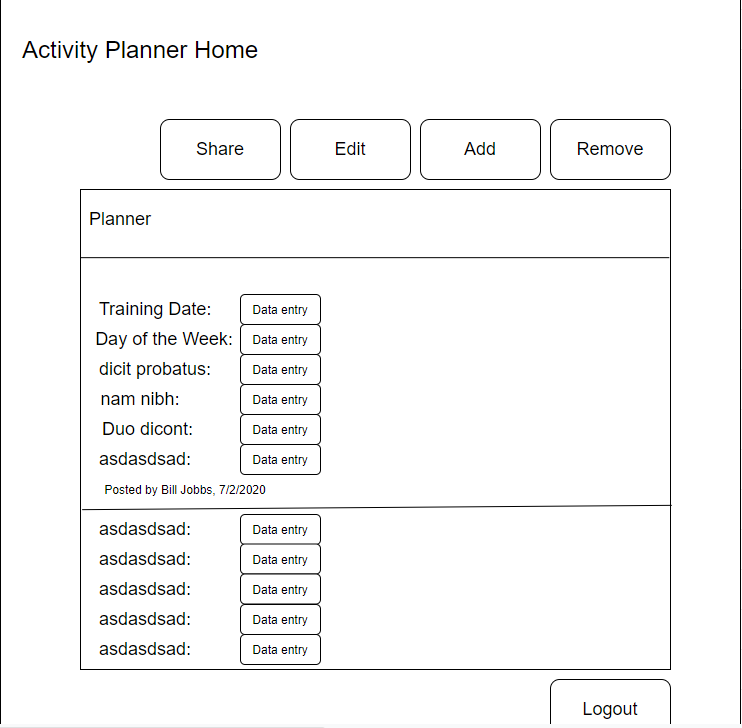 Activity Planner Home
Share Edit Add Remove
Planner
Training Date: Data entry
Day of the Week: Data entry
dicit probatus: Data entry
nam nibh: Data entry
Duo dicont: Data entry
asdasdsad: Data entry
Posted by Bill Jobbs, 7/2/2020
asdasdsad: Data entry
asdasdsad: Data entry
asdasdsad: Data entry
asdasdsad: Data entry
asdasdsad: Data entry
Logout